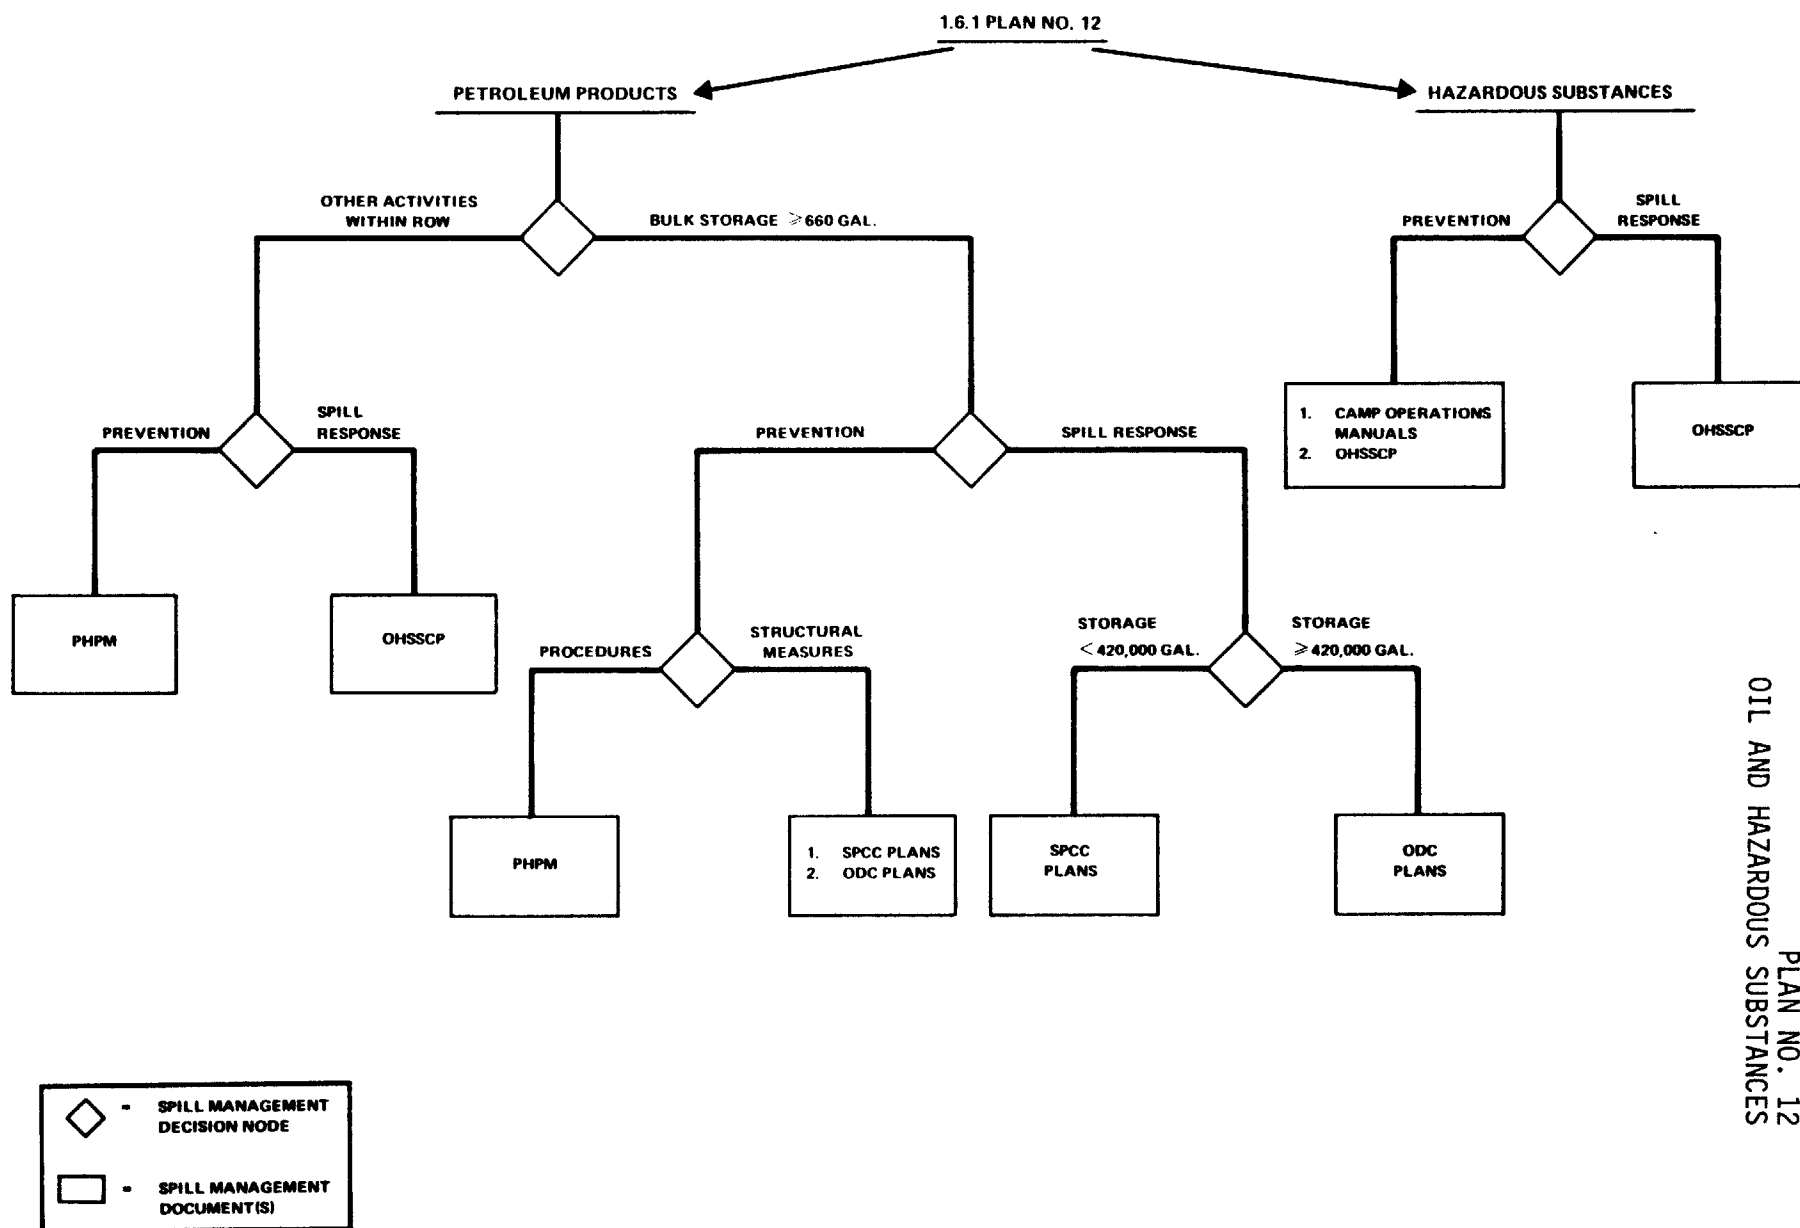 1.6.1 PLAN NO. 12
PETROLEUM PRODUCTS
HAZARDOUS SUBSTANCES
OTHER ACTIVITIES
WITHIN ROW
BULK STORAGE ⩾660 GAL.
PREVENTION
SPILL
RESPONSE
PREVENTION
SPILL
RESPONSE
PREVENTION
SPILL RESPONSE
1. CAMP OPERATIONS
MANUALS
2. OHSSCP
OHSSCP
PHPM
OHSSCP
PROCEDURES
STRUCTURAL
MEASURES
STORAGE
<420,000 GAL.
STORAGE
⩾420,000 GAL.
PHPM
1. SPCC PLANS
2. ODC PLANS
SPCC
PLANS
ODC
PLANS
PLAN NO. 12
OIL AND HAZARDOUS SUBSTANCES
= SPILL MANAGEMENT
DECISION NODE
= SPILL MANAGEMENT
DOCUMENT(S)